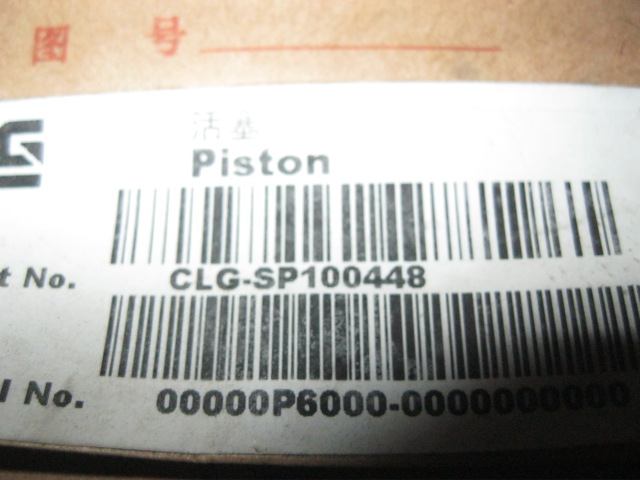 图 号
活塞
Piston
t No. CLG-SP100448
l No. 00000P6000-0000000000